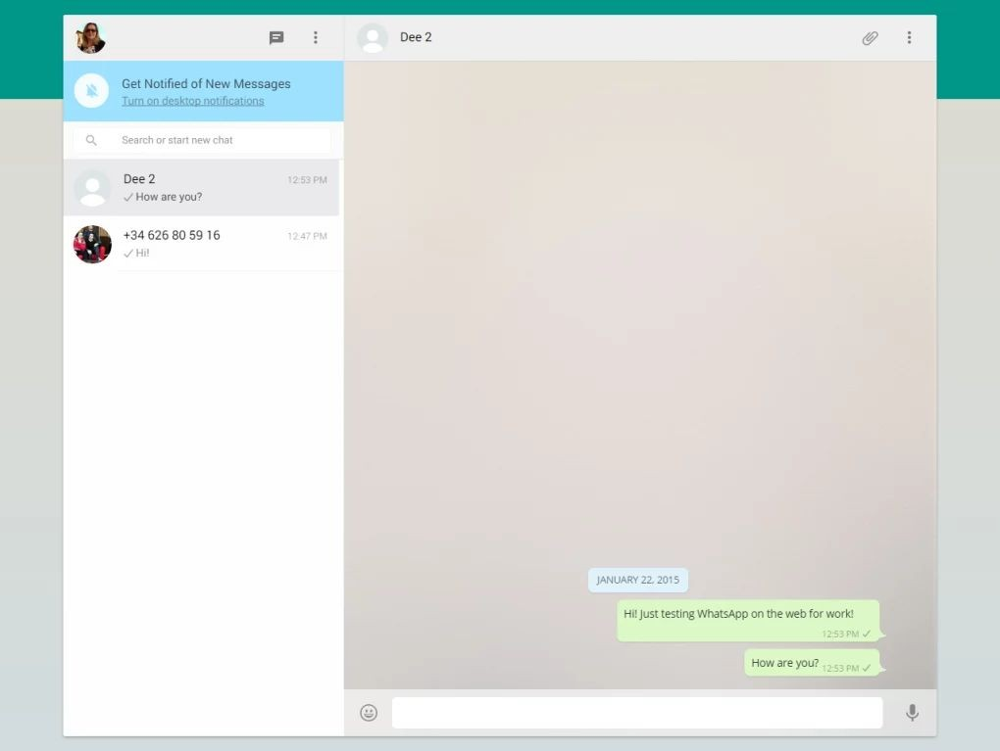 Dee 2
Get Notified of New Messages
Turn on desktop notifications
Search or start new chat
Dee 2 12:53 PM
How are you?
+34 626 80 59 16 12:47 PM
Hi!
JANUARY 22, 2015
Hi! Just testing WhatsApp on the web for work!
12:53 PM
How are you? 12:53 PM